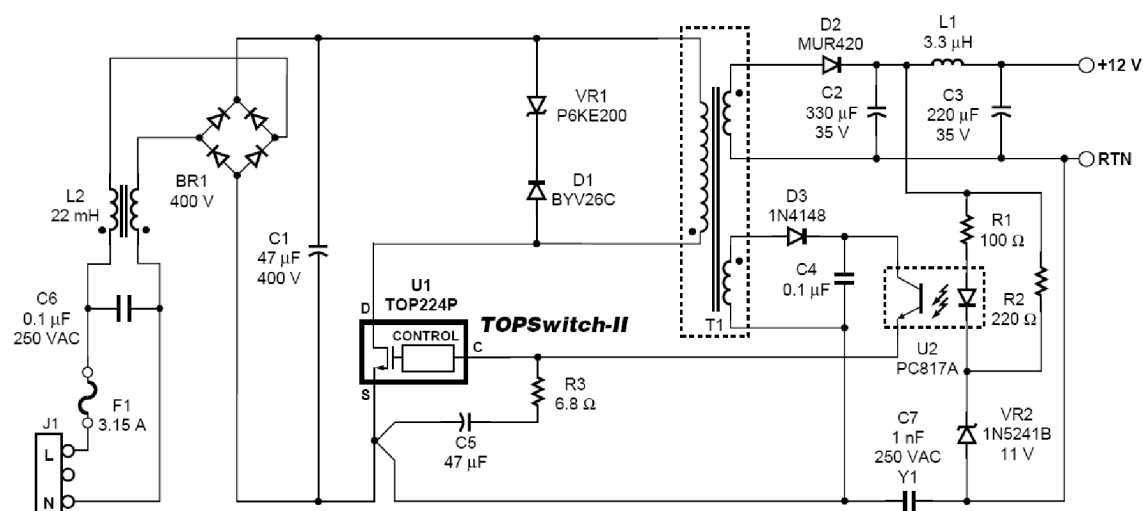 D2
MUR420
L1
3.3 µH
+12 V
VR1
P6KE200
C2
330 µF
35 V
C3
220 µF
35 V
RTN
BR1
400 V
L2
22 mH
D1
BYV26C
D3
1N4148
R1
100 Ω
C1
47 µF
400 V
C4
0.1 µF
R2
220 Ω
C6
0.1 µF
250 VAC
U1
TOP224P
D
TOPSwitch-II
T1
CONTROL
C
S
U2
PC817A
R3
6.8 Ω
F1
3.15 A
C5
47 µF
C7
1 nF
250 VAC
Y1
VR2
1N5241B
11 V
J1
L
N